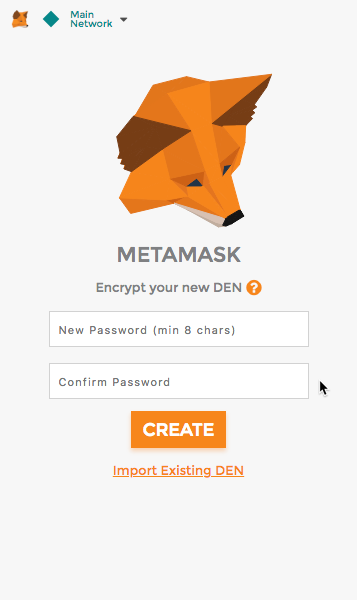 Main
Network
METAMASK
Encrypt your new DEN ?
New Password (min 8 chars)
Confirm Password
CREATE
Import Existing DEN